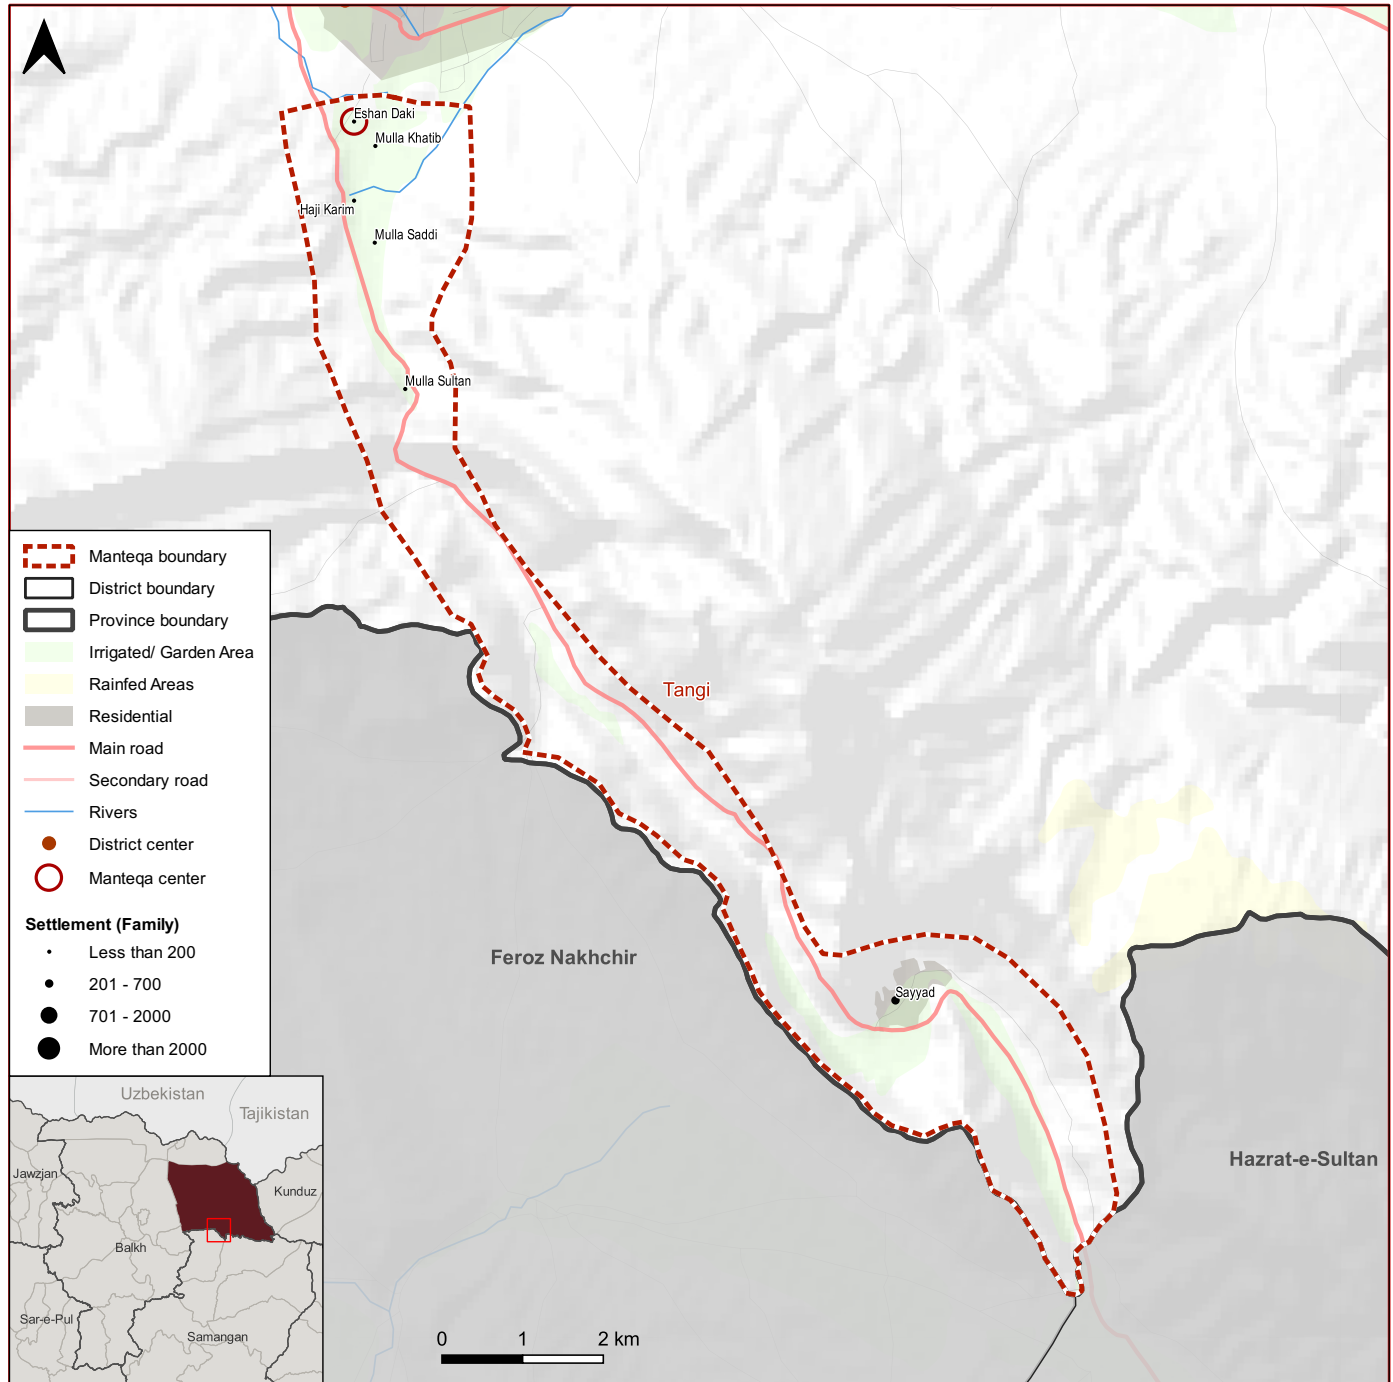 Eshan Daki
Mulla Khatib
Haji Karim
Mulla Saddi
Mulla Sultan
Tangi
Feroz Nakhchir
Sayyad
Hazrat-e-Sultan
Manteqa boundary
District boundary
Province boundary
Irrigated/ Garden Area
Rainfed Areas
Residential
Main road
Secondary road
Rivers
District center
Manteqa center
Settlement (Family)
Less than 200
201 - 700
701 - 2000
More than 2000
Uzbekistan
Tajikistan
Jawzjan
Kunduz
Balkh
Sar-e-Pul
Samangan
0 1 2 km